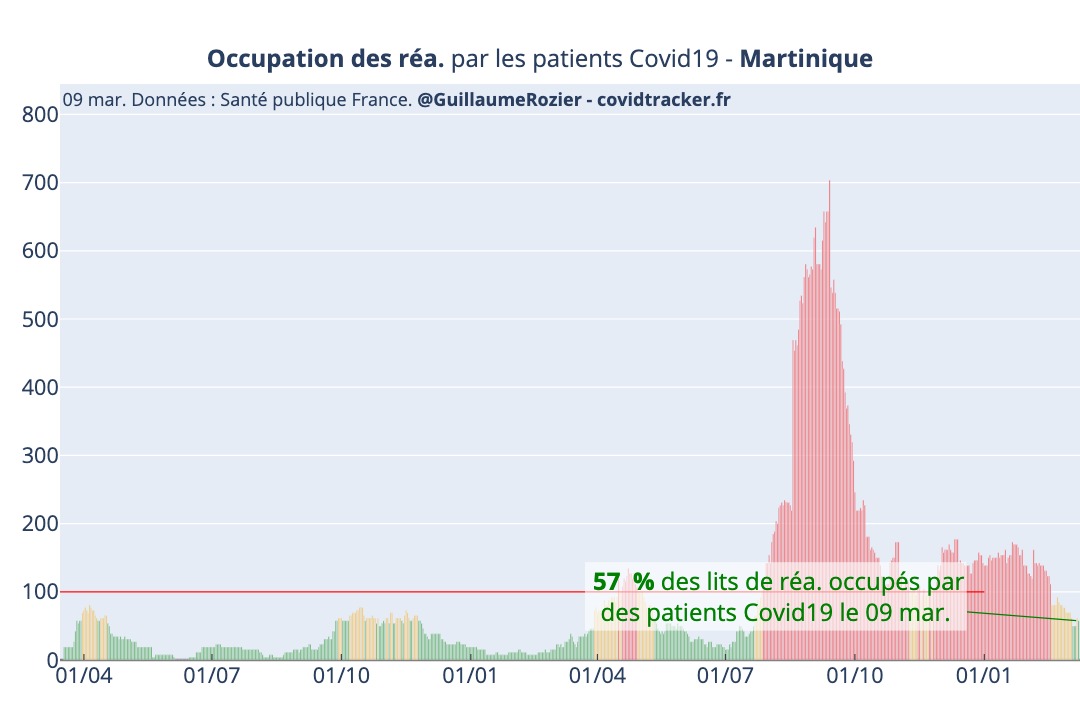 Occupation des réa. par les patients Covid19 - Martinique
09 mar. Données : Santé publique France. @GuillaumeRozier - covidtracker.fr
800
700
600
500
400
300
200
100
0
57 % des lits de réa. occupés par
des patients Covid19 le 09 mar.
01/04 01/07 01/10 01/01 01/04 01/07 01/10 01/01